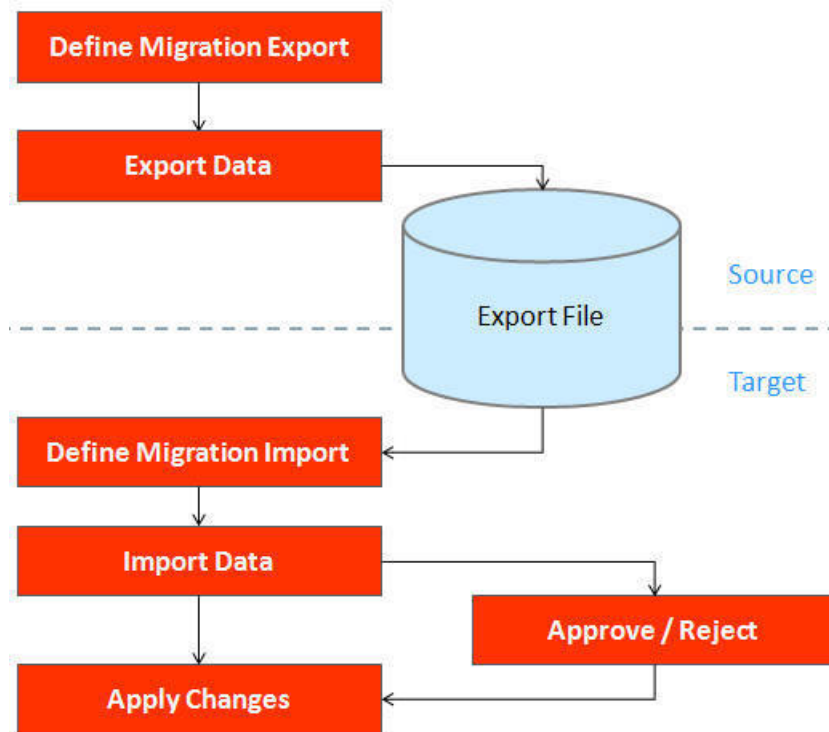 Define Migration Export
Export Data
Source
Export File
Target
Define Migration Import
Import Data
Approve / Reject
Apply Changes